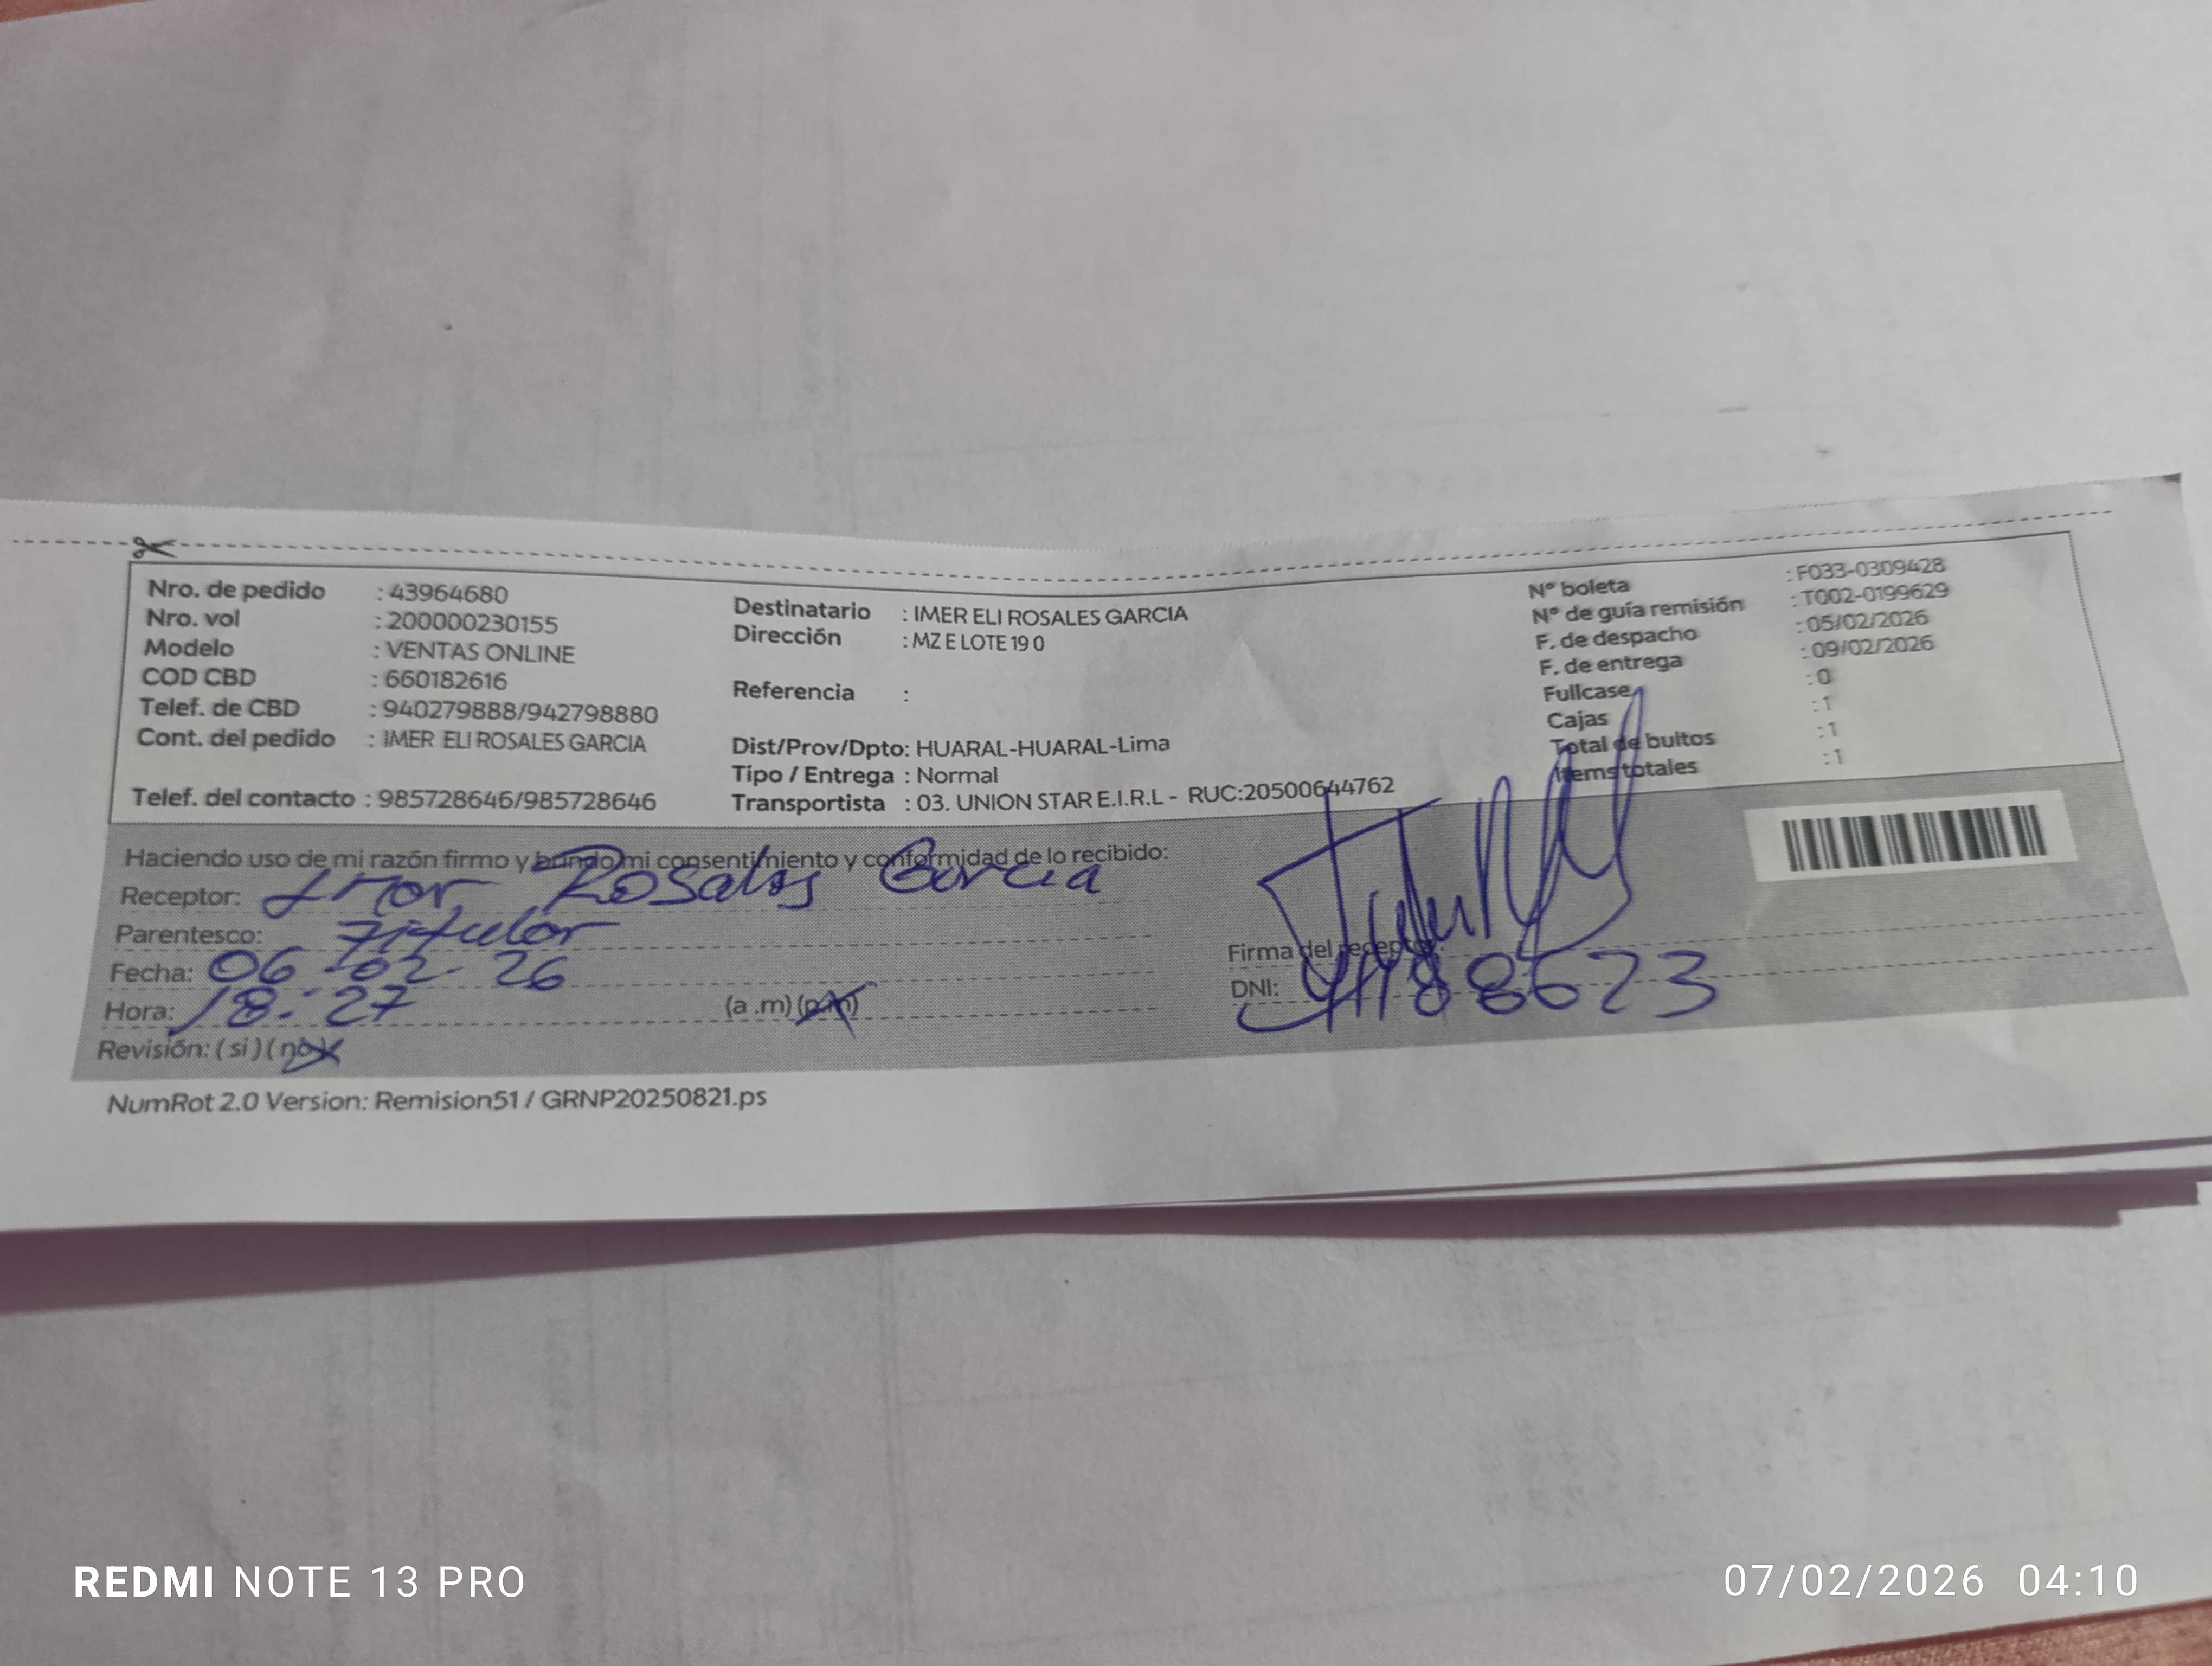 Nro. de pedido : 43964680
Nro. vol : 200000230155
Modelo : VENTAS ONLINE
COD CBD : 660182616
Telef. de CBD : 940279888/942798880
Cont. del pedido : IMER ELI ROSALES GARCIA
Telef. del contacto : 985728646/985728646
Destinatario : IMER ELI ROSALES GARCIA
Dirección : MZ E LOTE 19 0
Referencia :
Dist/Prov/Dpto: HUARAL-HUARAL-Lima
Tipo / Entrega : Normal
Transportista : 03. UNION STAR E.I.R.L - RUC:20500644762
Nº boleta : F033-0309428
Nº de guía remisión : T002-0199629
F. de despacho : 05/02/2026
F. de entrega : 09/02/2026
Fullcase : 0
Cajas : 1
Total de bultos : 1
Items totales : 1
Haciendo uso de mi razón firmo y brindo mi consentimiento y conformidad de lo recibido:
Receptor: Rosales Garcia
Parentesco: Titular
Fecha: 06-02-26
Hora: 18:27 (a .m) (p.m)
Revisión: ( si ) ( no )
Firma del receptor:
DNI:
NumRot 2.0 Version: Remision51 / GRNP20250821.ps
REDMI NOTE 13 PRO
07/02/2026 04:10